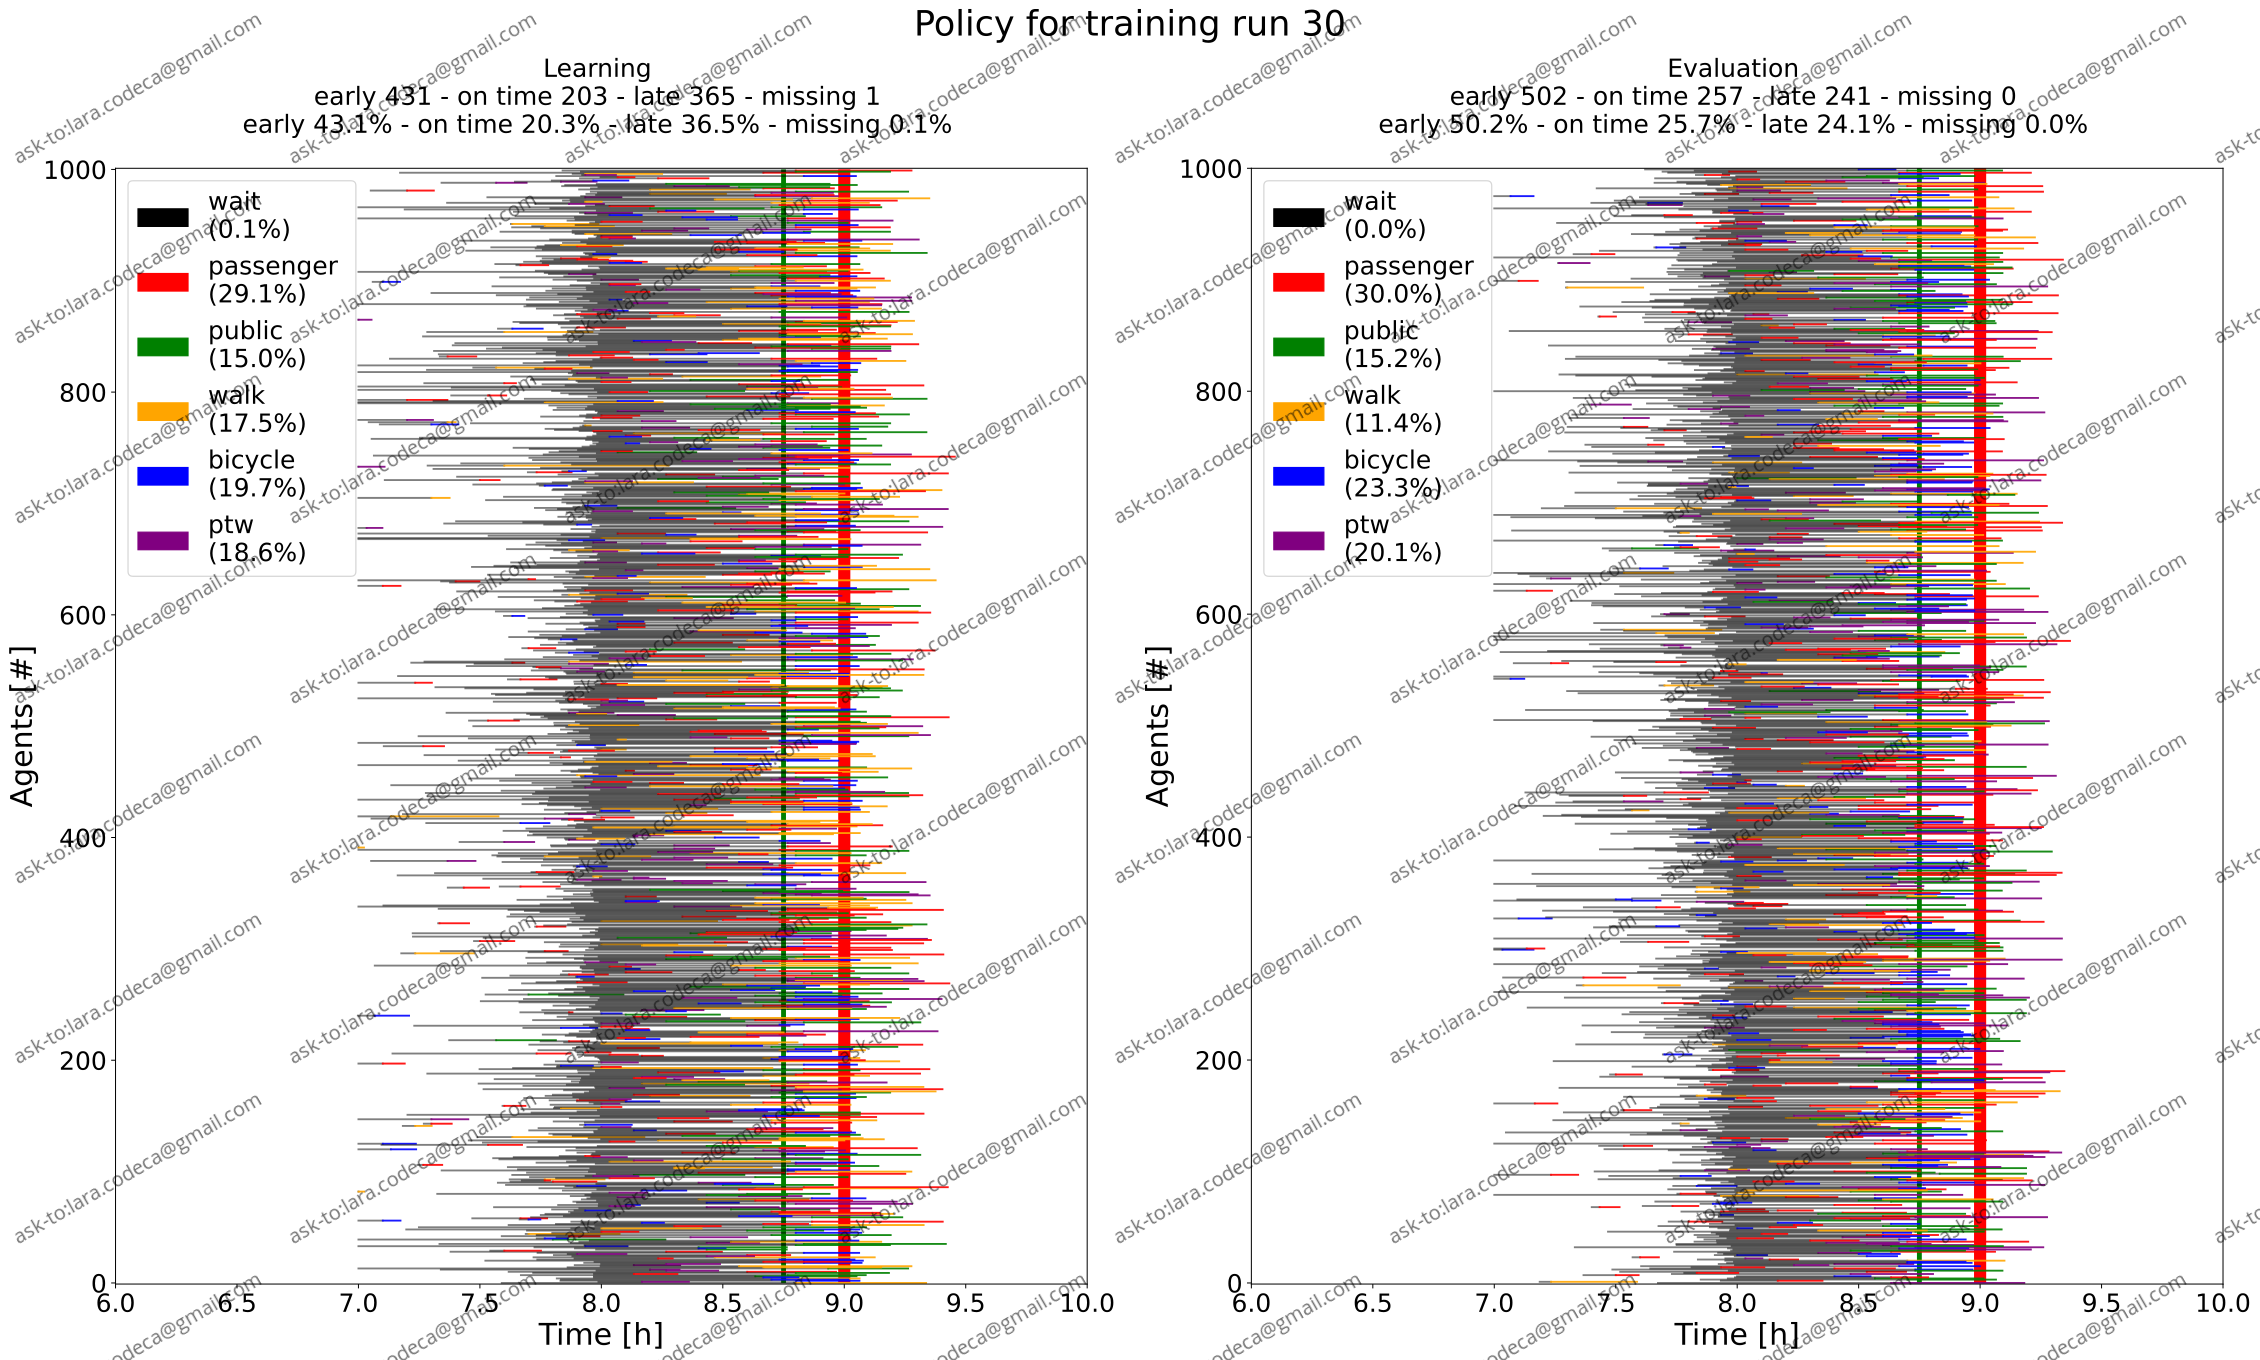 Policy for training run 30
Learning
early 431 - on time 203 - late 365 - missing 1
early 43.1% - on time 20.3% - late 36.5% - missing 0.1%
1000
800
600
400
200
0
Agents [#]
wait
(0.1%)
passenger
(29.1%)
public
(15.0%)
walk
(17.5%)
bicycle
(19.7%)
ptw
(18.6%)
6.0 6.5 7.0 7.5 8.0 8.5 9.0 9.5 10.0
Time [h]
Evaluation
early 502 - on time 257 - late 241 - missing 0
early 50.2% - on time 25.7% - late 24.1% - missing 0.0%
1000
800
600
400
200
0
Agents [#]
wait
(0.0%)
passenger
(30.0%)
public
(15.2%)
walk
(11.4%)
bicycle
(23.3%)
ptw
(20.1%)
6.0 6.5 7.0 7.5 8.0 8.5 9.0 9.5 10.0
Time [h]
ask-to:lara.codeca@gmail.com